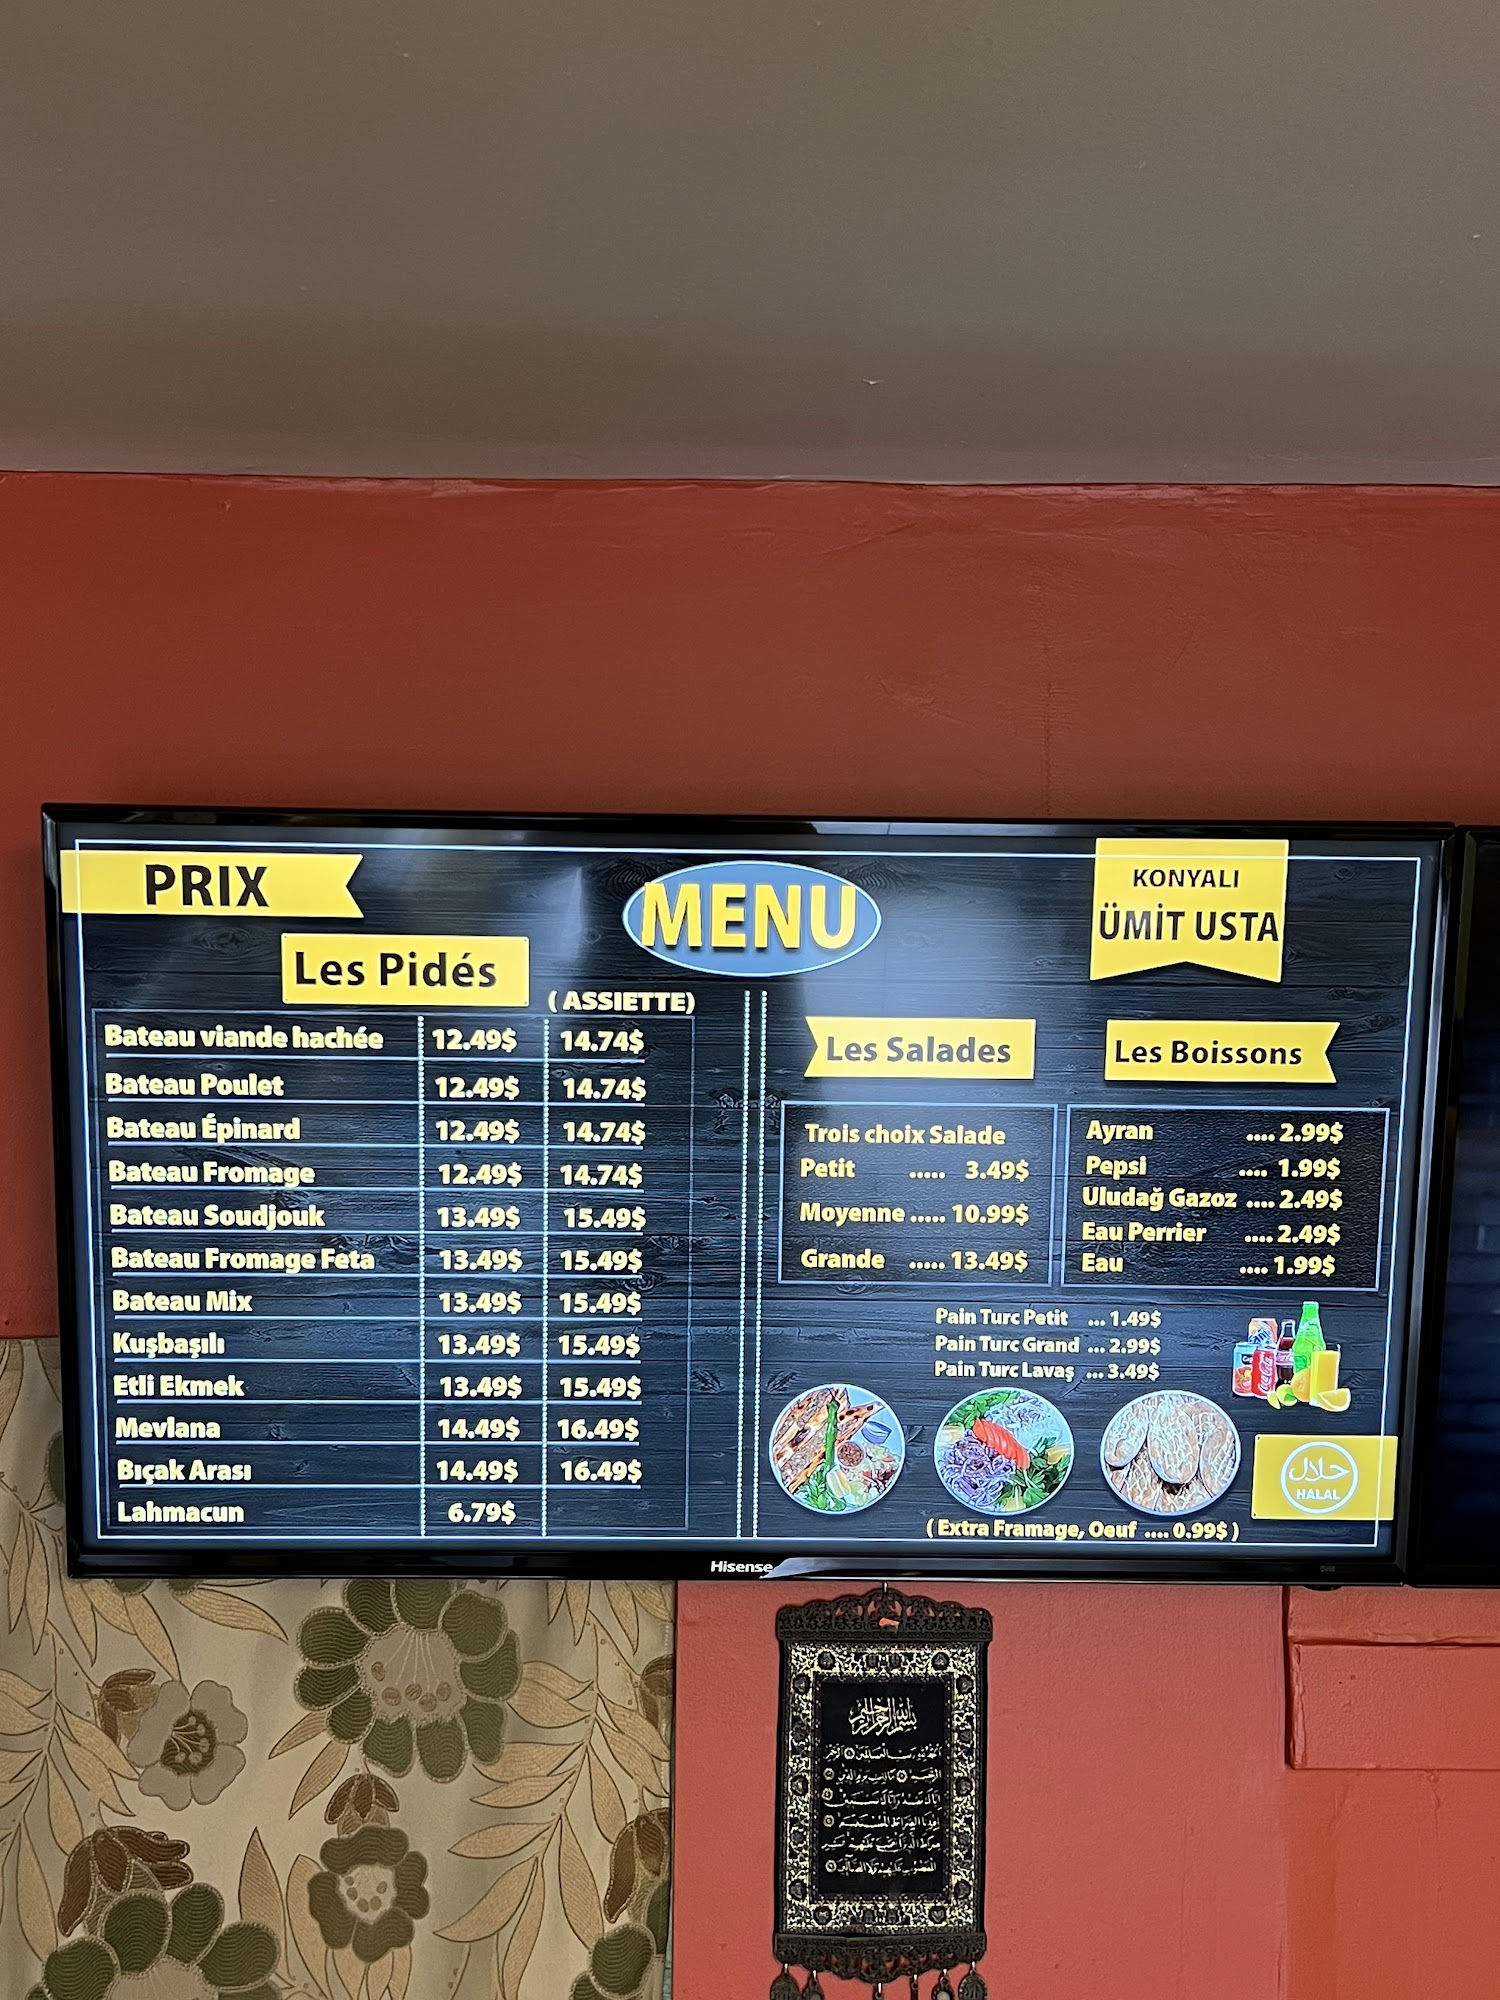 PRIX
MENU
KONYALI
ÜMİT USTA
Les Pidés
( ASSIETTE)
Bateau viande hachée 12.49$ 14.74$
Bateau Poulet 12.49$ 14.74$
Bateau Épinard 12.49$ 14.74$
Bateau Fromage 12.49$ 14.74$
Bateau Soudjouk 13.49$ 15.49$
Bateau Fromage Feta 13.49$ 15.49$
Bateau Mix 13.49$ 15.49$
Kuşbaşılı 13.49$ 15.49$
Etli Ekmek 13.49$ 15.49$
Mevlana 14.49$ 16.49$
Bıçak Arası 14.49$ 16.49$
Lahmacun 6.79$
Les Salades
Trois choix Salade
Petit ..... 3.49$
Moyenne ..... 10.99$
Grande ..... 13.49$
Les Boissons
Ayran .... 2.99$
Pepsi .... 1.99$
Uludağ Gazoz .... 2.49$
Eau Perrier .... 2.49$
Eau .... 1.99$
Pain Turc Petit ... 1.49$
Pain Turc Grand ... 2.99$
Pain Turc Lavaş ... 3.49$
حلال
HALAL
( Extra Framage, Oeuf .... 0.99$ )
Hisense
بسم الله الرحمن الرحيم